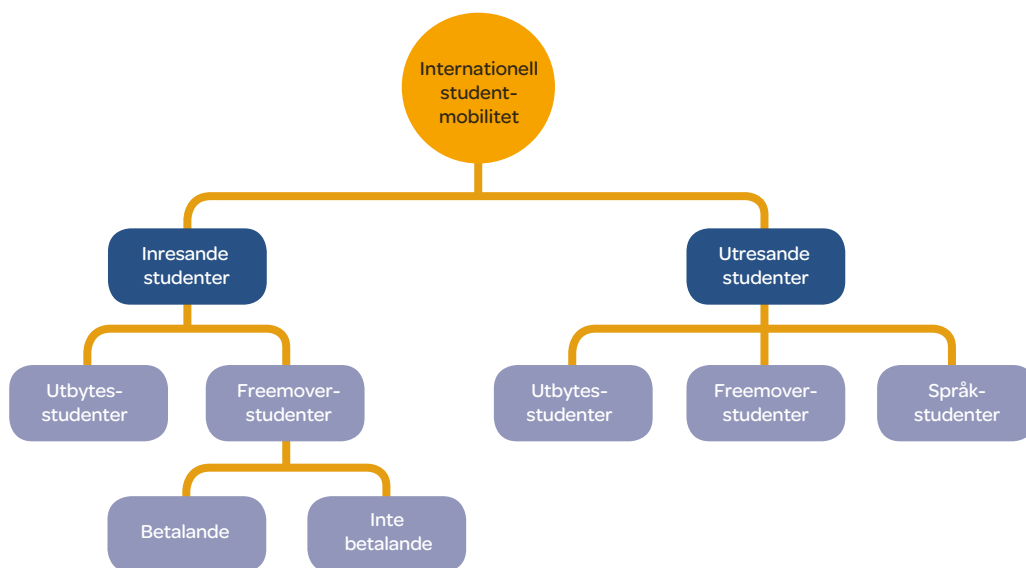 Internationell
student-
mobilitet
Inresande
studenter
Utresande
studenter
Utbytes-
studenter
Freemover-
studenter
Utbytes-
studenter
Freemover-
studenter
Språk-
studenter
Betalande
Inte
betalande